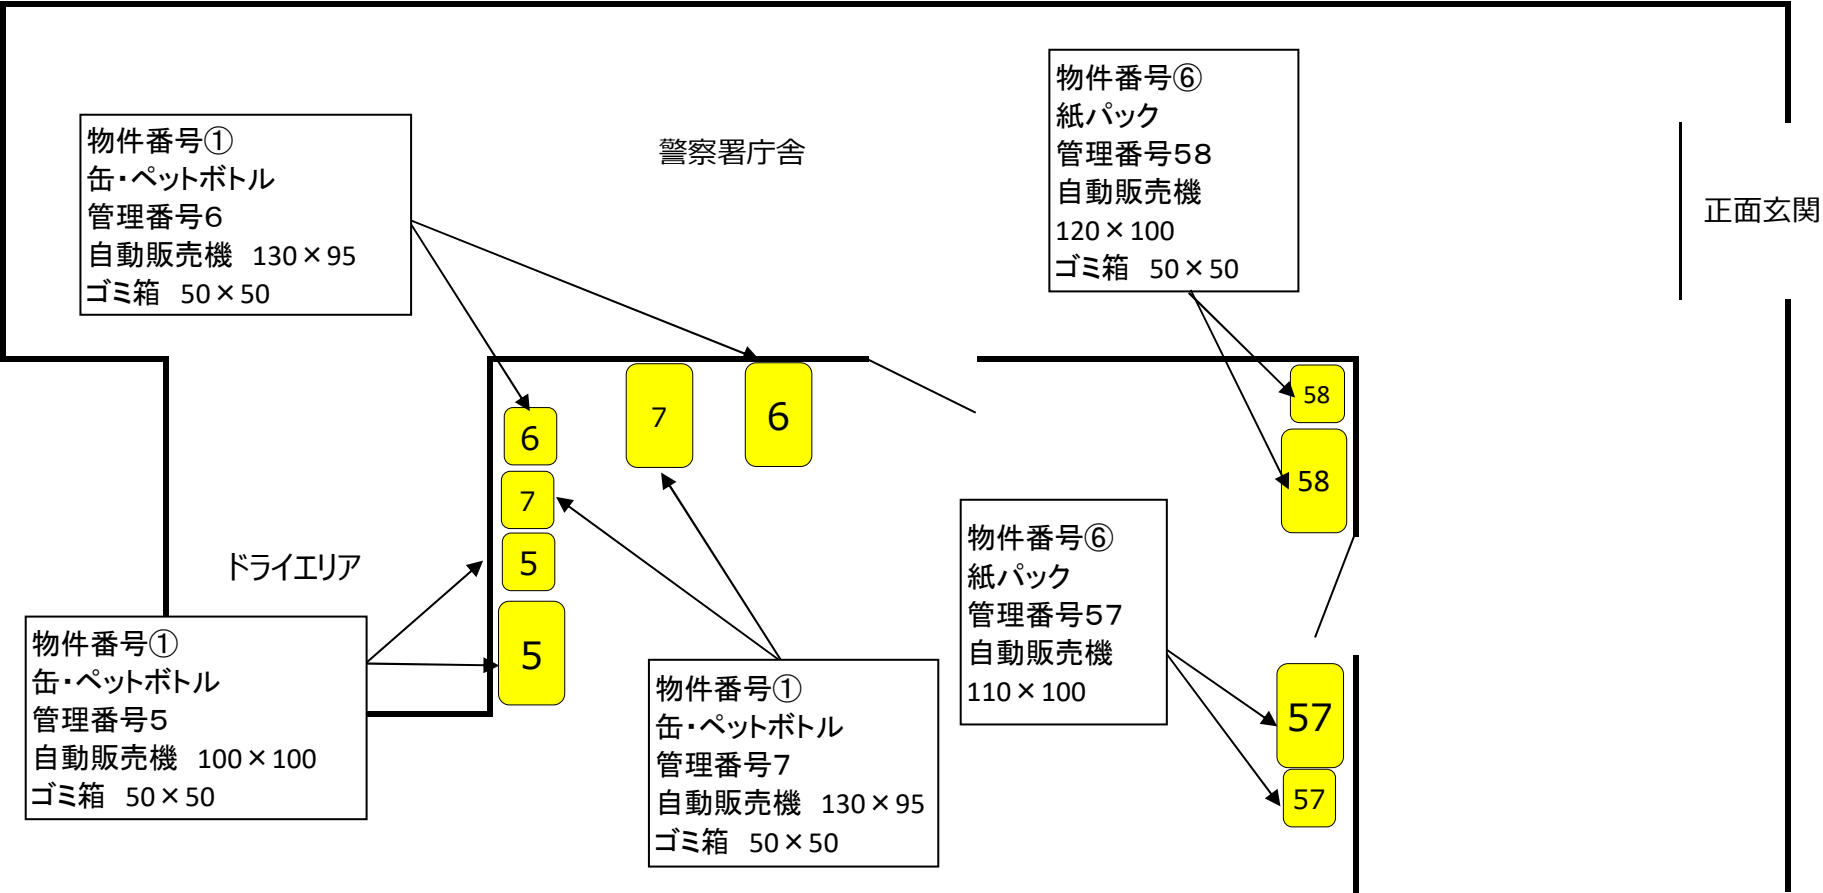 物件番号①
缶・ペットボトル
管理番号6
自動販売機 130×95
ゴミ箱 50×50
警察署庁舎
物件番号⑥
紙パック
管理番号58
自動販売機
120×100
ゴミ箱 50×50
正面玄関
58
58
7
6
6
7
5
5
ドライエリア
物件番号①
缶・ペットボトル
管理番号5
自動販売機 100×100
ゴミ箱 50×50
物件番号①
缶・ペットボトル
管理番号7
自動販売機 130×95
ゴミ箱 50×50
物件番号⑥
紙パック
管理番号57
自動販売機
110×100
57
57